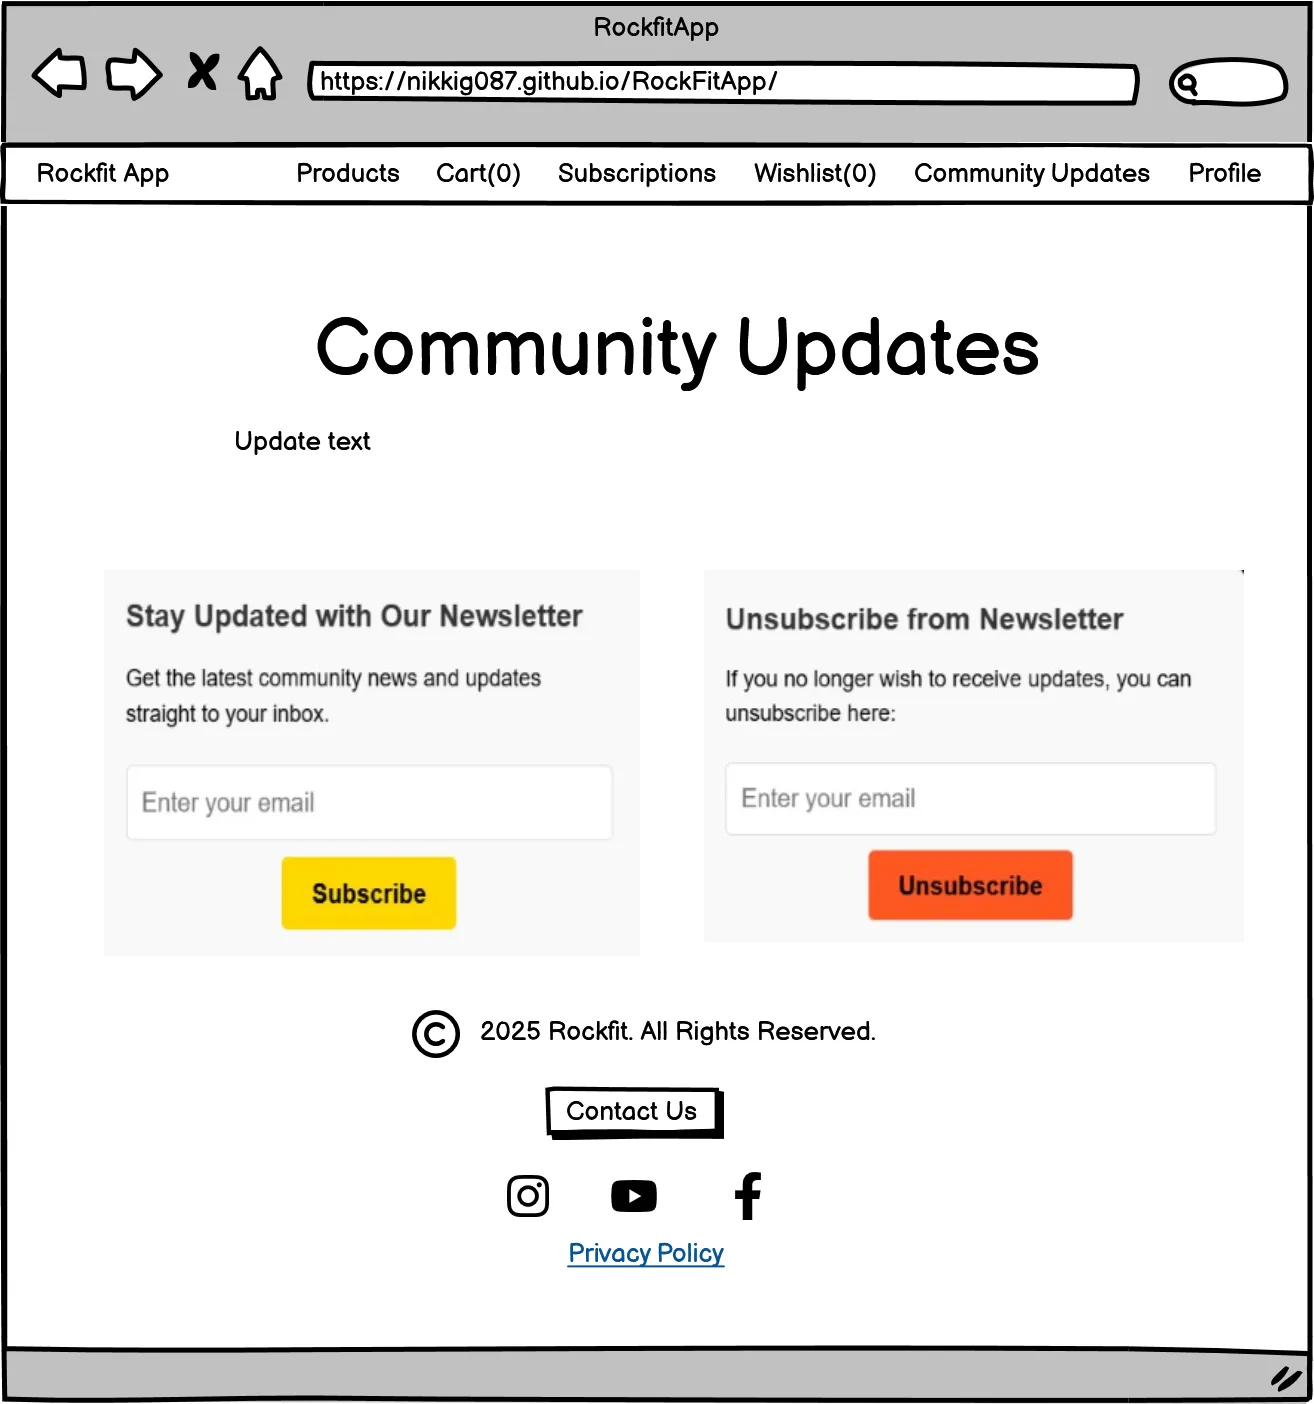 RockfitApp
https://nikkig087.github.io/RockFitApp/
Rockfit App Products Cart(0) Subscriptions Wishlist(0) Community Updates Profile
Community Updates
Update text
Stay Updated with Our Newsletter
Get the latest community news and updates
straight to your inbox.
Enter your email
Subscribe
Unsubscribe from Newsletter
If you no longer wish to receive updates, you can
unsubscribe here:
Enter your email
Unsubscribe
© 2025 Rockfit. All Rights Reserved.
Contact Us
Privacy Policy